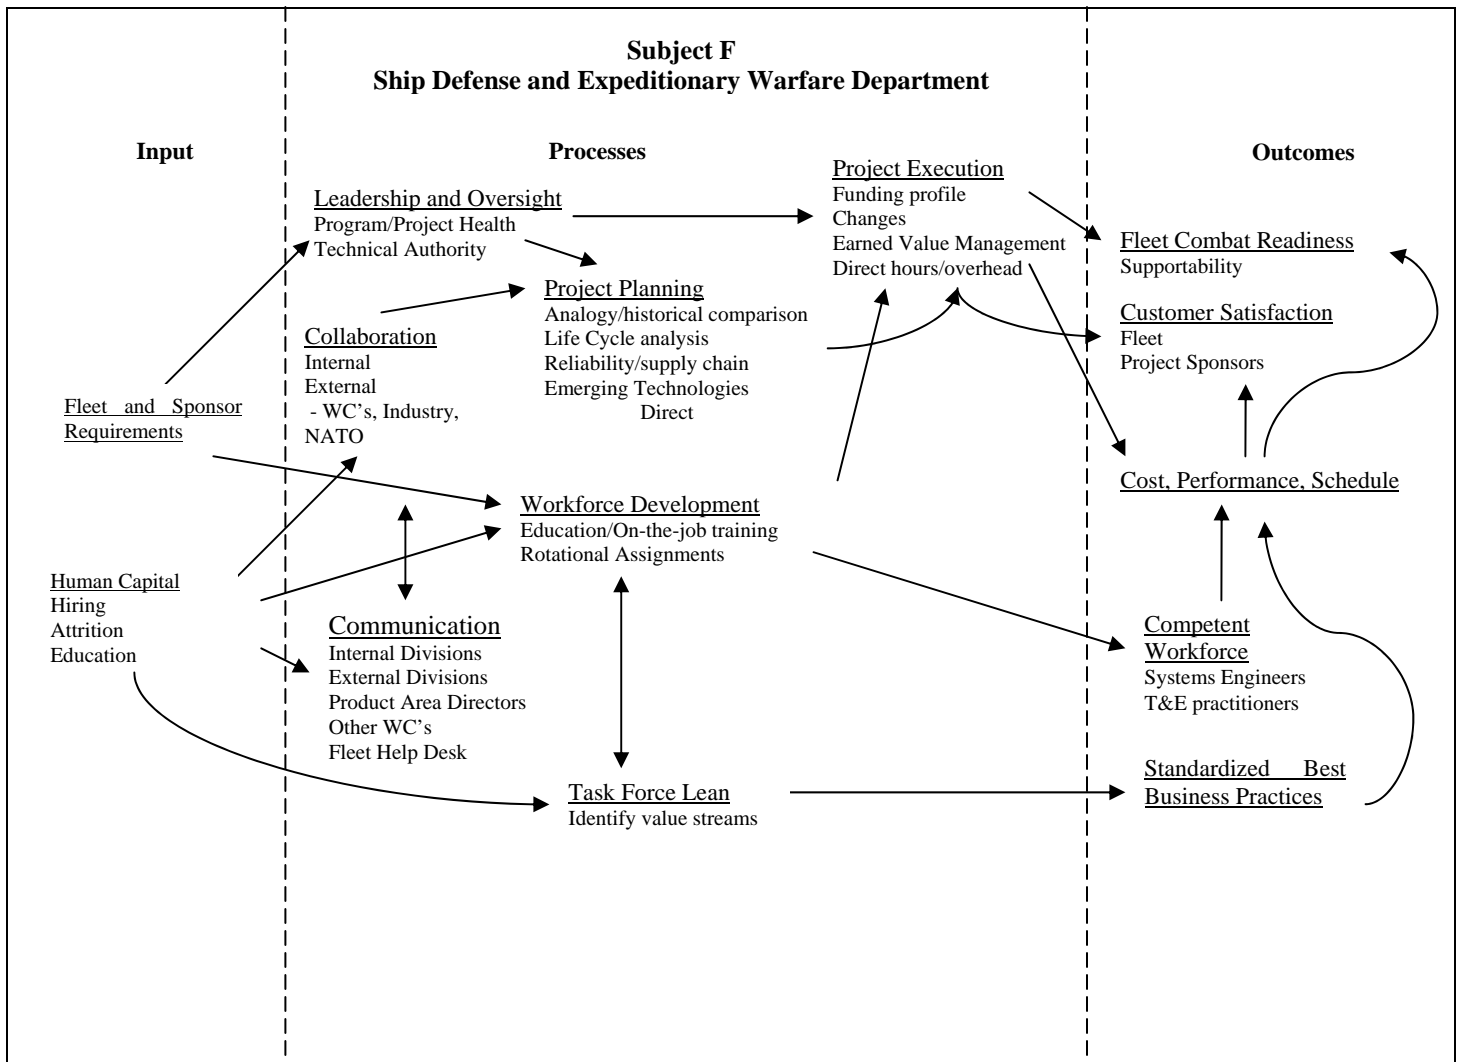 Subject F
Ship Defense and Expeditionary Warfare Department
Input
Processes
Outcomes
Leadership and Oversight
Program/Project Health
Technical Authority
Project Execution
Funding profile
Changes
Earned Value Management
Direct hours/overhead
Fleet Combat Readiness
Supportability
Project Planning
Analogy/historical comparison
Life Cycle analysis
Reliability/supply chain
Emerging Technologies
Direct
Collaboration
Internal
External
- WC's, Industry,
NATO
Customer Satisfaction
Fleet
Project Sponsors
Fleet and Sponsor
Requirements
Cost, Performance, Schedule
Workforce Development
Education/On-the-job training
Rotational Assignments
Human Capital
Hiring
Attrition
Education
Communication
Internal Divisions
External Divisions
Product Area Directors
Other WC's
Fleet Help Desk
Competent
Workforce
Systems Engineers
T&E practitioners
Task Force Lean
Identify value streams
Standardized Best
Business Practices